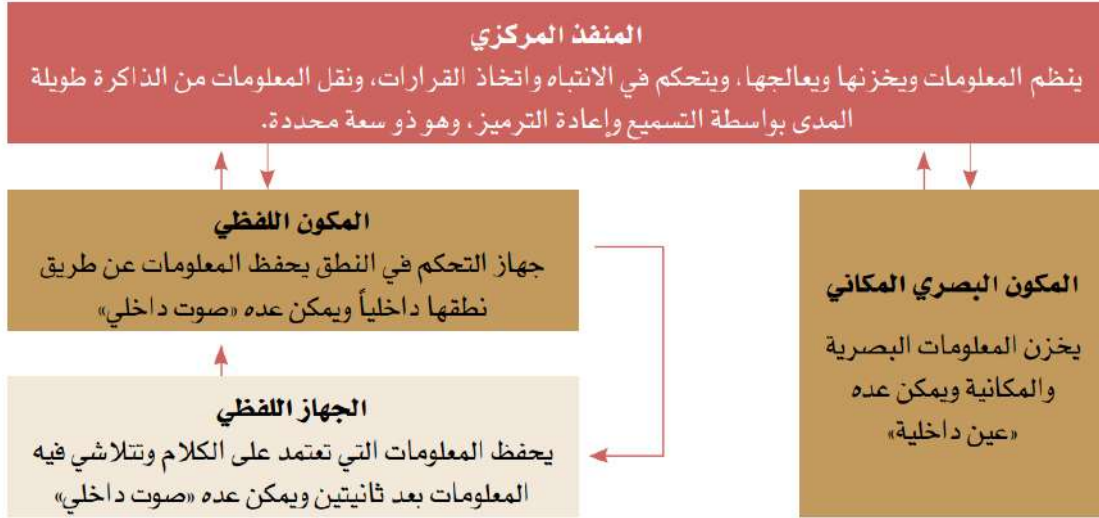 المنفذ المركزي
ينظم المعلومات ويخزنها ويعالجها، ويتحكم في الانتباه واتخاذ القرارات، ونقل المعلومات من الذاكرة طويلة
المدى بواسطة التسميع وإعادة الترميز، وهو ذو سعة محددة.
المكون البصري المكاني
يخزن المعلومات البصرية
والمكانية ويمكن عده
«عين داخلية»
المكون اللفظي
جهاز التحكم في النطق يحفظ المعلومات عن طريق
نطقها داخلياً ويمكن عده «صوت داخلي»
الجهاز اللفظي
يحفظ المعلومات التي تعتمد على الكلام وتتلاشي فيه
المعلومات بعد ثانيتين ويمكن عده «صوت داخلي»